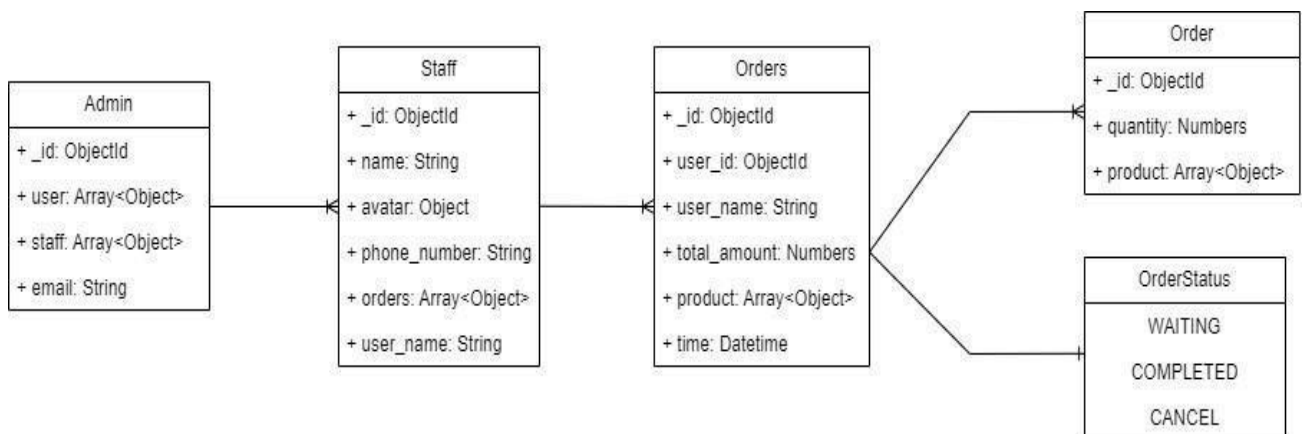 Admin
+ _id: ObjectId
+ user: Array<Object>
+ staff: Array<Object>
+ email: String
Staff
+ _id: ObjectId
+ name: String
+ avatar: Object
+ phone_number: String
+ orders: Array<Object>
+ user_name: String
Orders
+ _id: ObjectId
+ user_id: ObjectId
+ user_name: String
+ total_amount: Numbers
+ product: Array<Object>
+ time: Datetime
Order
+ _id: ObjectId
+ quantity: Numbers
+ product: Array<Object>
OrderStatus
WAITING
COMPLETED
CANCEL